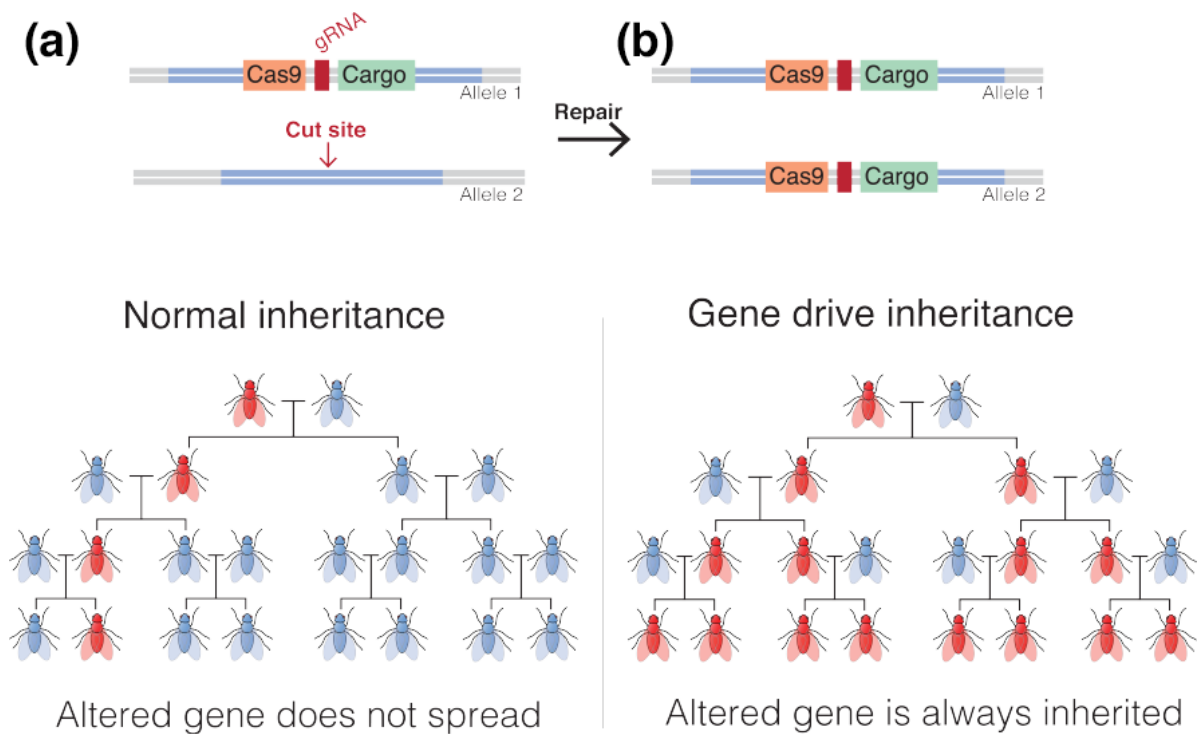 (a)
gRNA
Cas9
Cargo
Allele 1
Cut site
Allele 2
Repair
(b)
Cas9
Cargo
Allele 1
Cas9
Cargo
Allele 2
Normal inheritance
Altered gene does not spread
Gene drive inheritance
Altered gene is always inherited